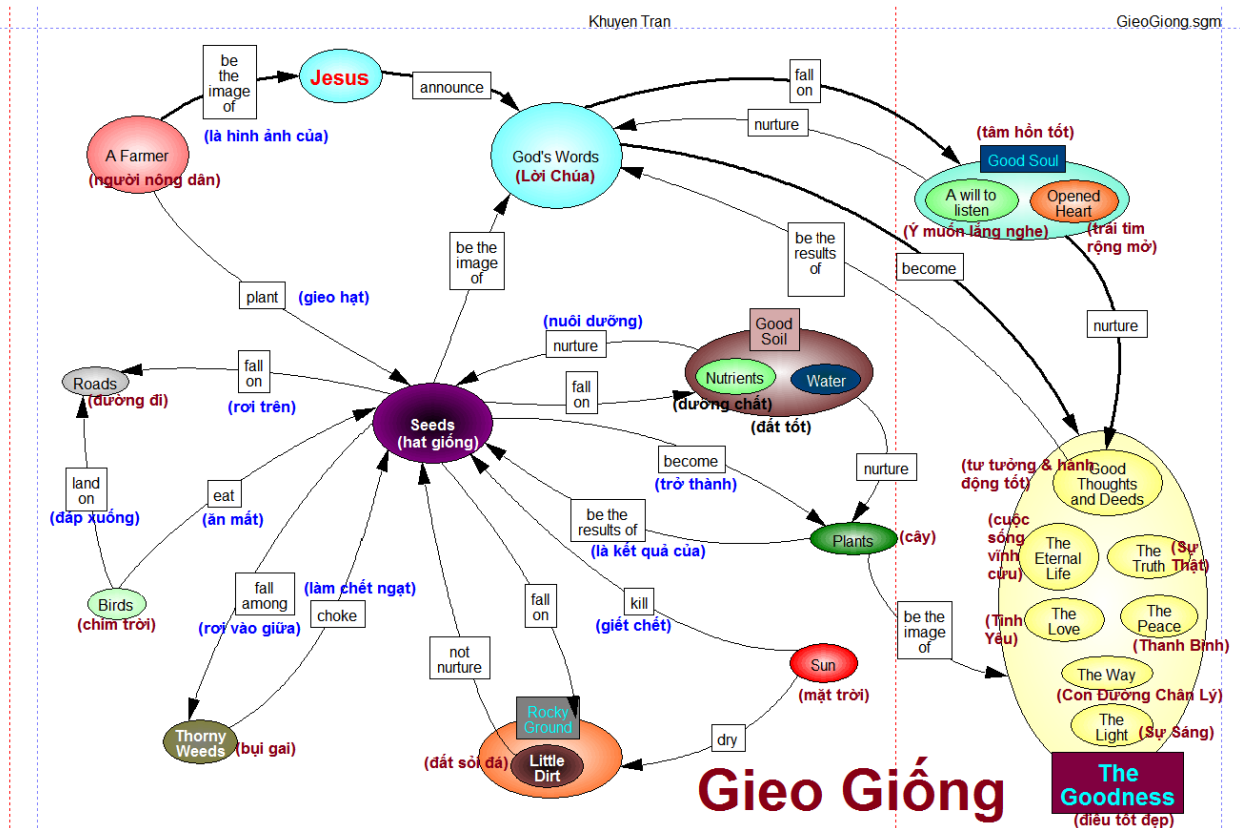 Khuyen Tran
GieoGiong.sgm
be
the
image
of
Jesus
announce
fall
on
(là hình ảnh của)
A Farmer
(người nông dân)
God's Words
(Lời Chúa)
nurture
(tâm hồn tốt)
Good Soul
A will to
listen
Opened
Heart
(Ý muốn lắng nghe)
(trái tim
rộng mở)
be the
image
of
be the
results
of
become
plant
(gieo hạt)
nurture
(nuôi dưỡng)
nurture
Good
Soil
Nutrients
Water
(dưỡng chất)
(đất tốt)
Roads
(đường đi)
fall
on
(rơi trên)
fall
on
Seeds
(hat giống)
become
(trở thành)
nurture
land
on
(đáp xuống)
eat
(ăn mất)
be the
results of
(là kết quả của)
Plants
(cây)
(tư tưởng & hành
động tốt)
Good
Thoughts
and Deeds
(cuộc
sống
vĩnh
cưu)
The
Eternal
Life
The
Truth
(Sự
Thật)
Birds
(chim trời)
fall
among
(rơi vào giữa)
(làm chết ngạt)
choke
fall
on
kill
(giết chết)
be the
image
of
(Tình
Yêu)
The
Love
The
Peace
(Thanh Bình)
not
nurture
Sun
(mặt trời)
The Way
(Con Đường Chân Lý)
The
Light
(Sự Sáng)
Thorny
Weeds
(bụi gai)
Rocky
Ground
(đất sỏi đá)
Little
Dirt
dry
Gieo Giống
The
Goodness
(điều tốt đẹp)